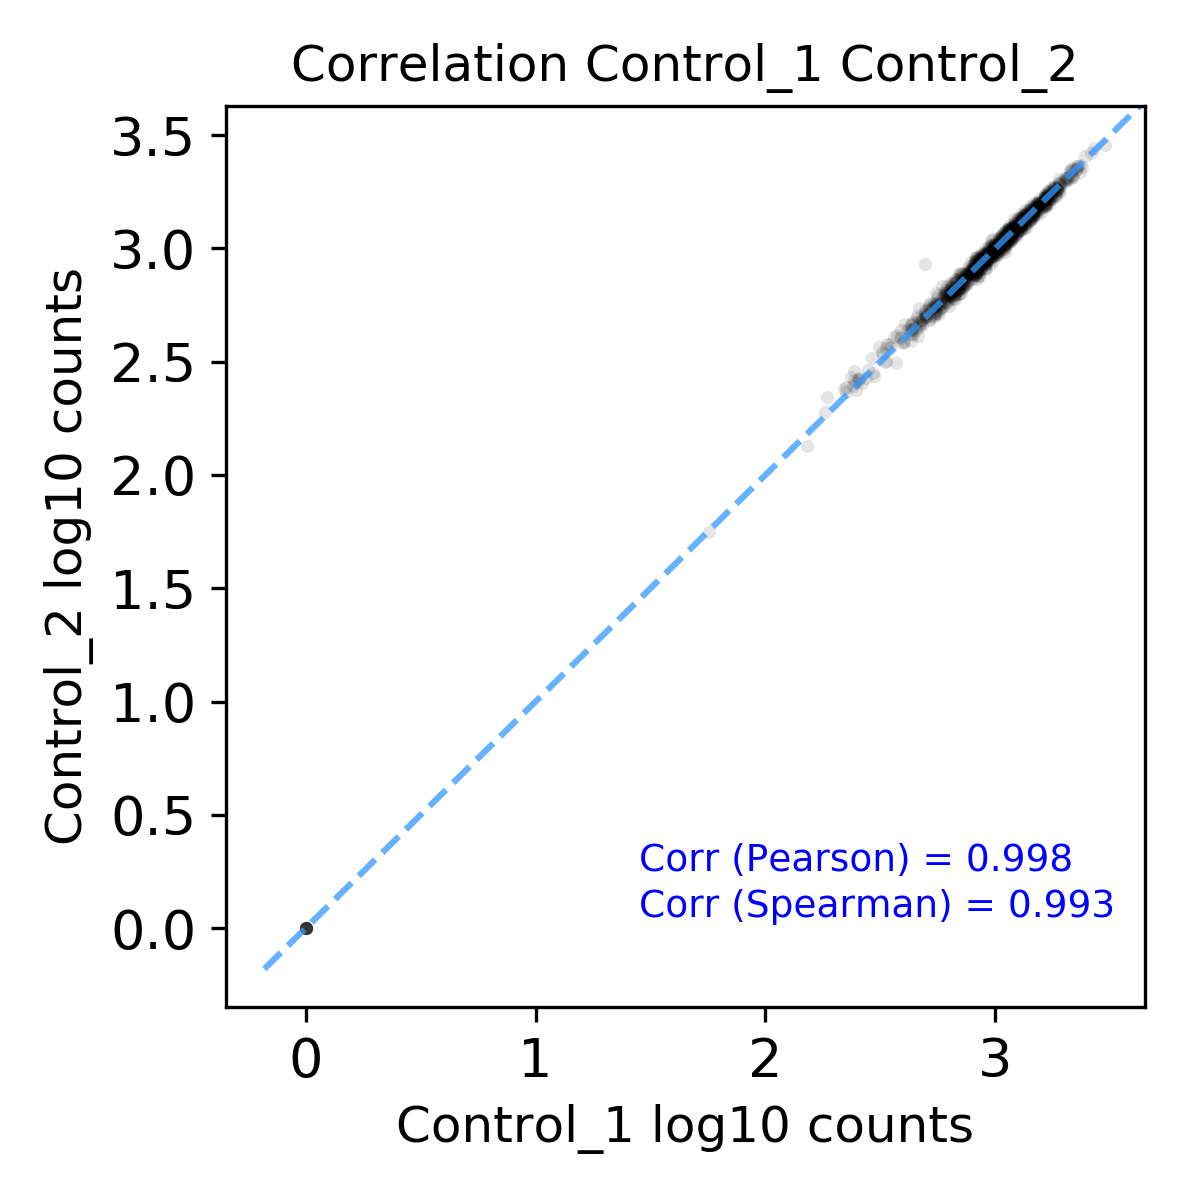 Correlation Control_1 Control_2
Control_2 log10 counts
3.5
3.0
2.5
2.0
1.5
1.0
0.5
0.0
Corr (Pearson) = 0.998
Corr (Spearman) = 0.993
0 1 2 3
Control_1 log10 counts